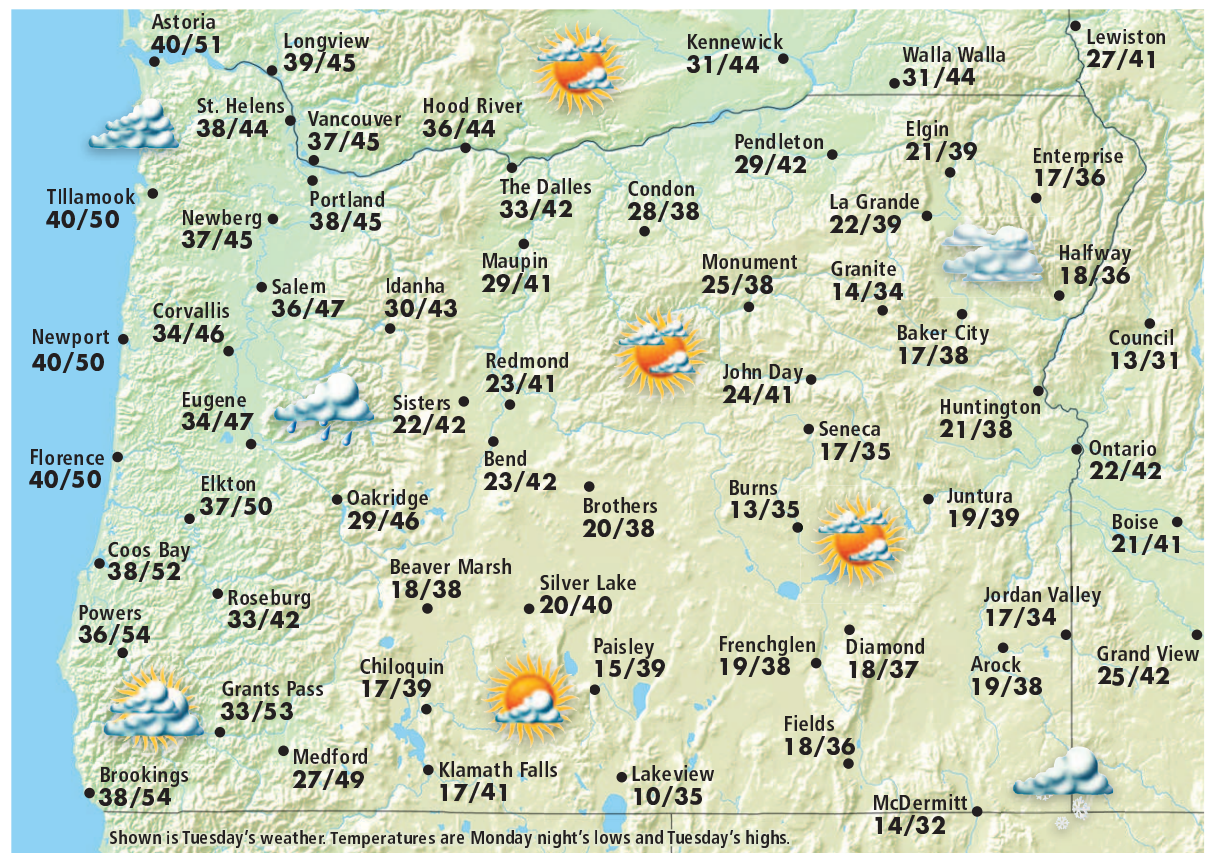 Astoria
40/51
Longview
39/45
Kennewick
31/44
Walla Walla
31/44
Lewiston
27/41
St. Helens
38/44
Vancouver
37/45
Hood River
36/44
Pendleton
29/42
Elgin
21/39
Enterprise
17/36
TIllamook
40/50
Newberg
37/45
Portland
38/45
The Dalles
33/42
Condon
28/38
La Grande
22/39
Maupin
29/41
Monument
25/38
Granite
14/34
Halfway
18/36
Salem
36/47
Idanha
30/43
Corvallis
34/46
Newport
40/50
Baker City
17/38
Council
13/31
Redmond
23/41
John Day
24/41
Eugene
34/47
Sisters
22/42
Huntington
21/38
Seneca
17/35
Florence
40/50
Bend
23/42
Ontario
22/42
Elkton
37/50
Oakridge
29/46
Brothers
20/38
Burns
13/35
Juntura
19/39
Boise
21/41
Coos Bay
38/52
Beaver Marsh
18/38
Silver Lake
20/40
Roseburg
33/42
Jordan Valley
17/34
Powers
36/54
Paisley
15/39
Frenchglen
19/38
Diamond
18/37
Arock
19/38
Grand View
25/42
Chiloquin
17/39
Grants Pass
33/53
Fields
18/36
Medford
27/49
Klamath Falls
17/41
Lakeview
10/35
Brookings
38/54
McDermitt
14/32
Shown is Tuesday’s weather. Temperatures are Monday night’s lows and Tuesday’s highs.